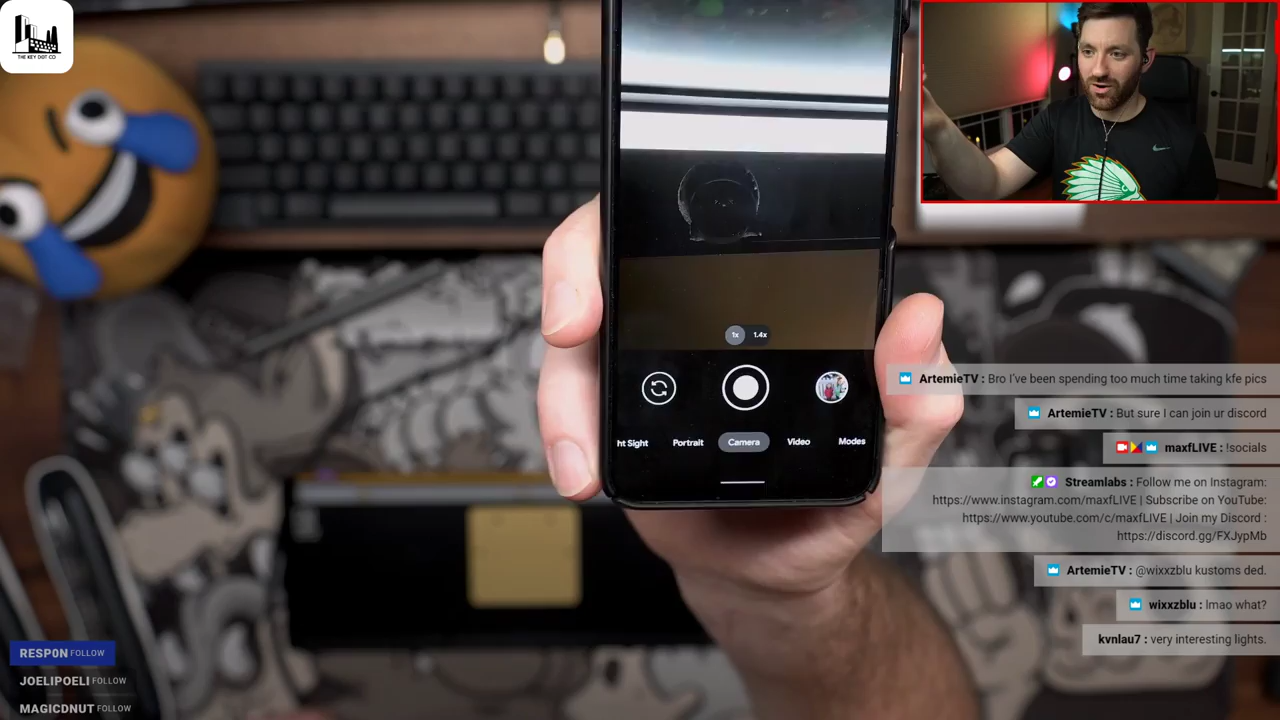 THE KEY DOT CO
1x 1.4x
ht Sight Portrait Camera Video Modes
ArtemieTV : Bro I've been spending too much time taking kfe pics
ArtemieTV : But sure I can join ur discord
maxfLIVE : !socials
Streamlabs : Follow me on Instagram:
https://www.instagram.com/maxfLIVE | Subscribe on YouTube:
https://www.youtube.com/c/maxfLIVE | Join my Discord :
https://discord.gg/FXJypMb
ArtemieTV : @wixxzblu kustoms ded.
wixxzblu : lmao what?
kvnlau7 : very interesting lights.
RESP0N FOLLOW
JOELIPOELI FOLLOW
MAGICDNUT FOLLOW